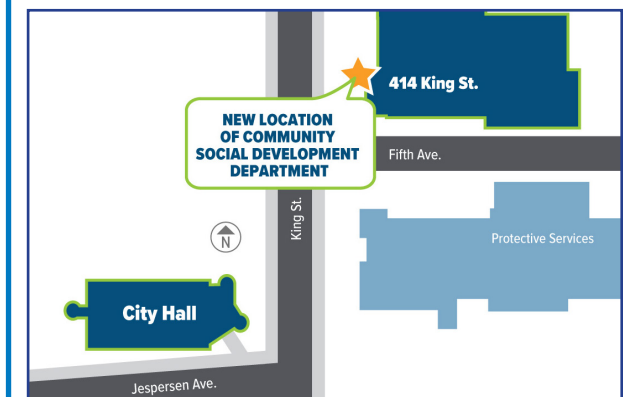 414 King St.
NEW LOCATION
OF COMMUNITY
SOCIAL DEVELOPMENT
DEPARTMENT
Fifth Ave.
King St.
N
Protective Services
City Hall
Jespersen Ave.